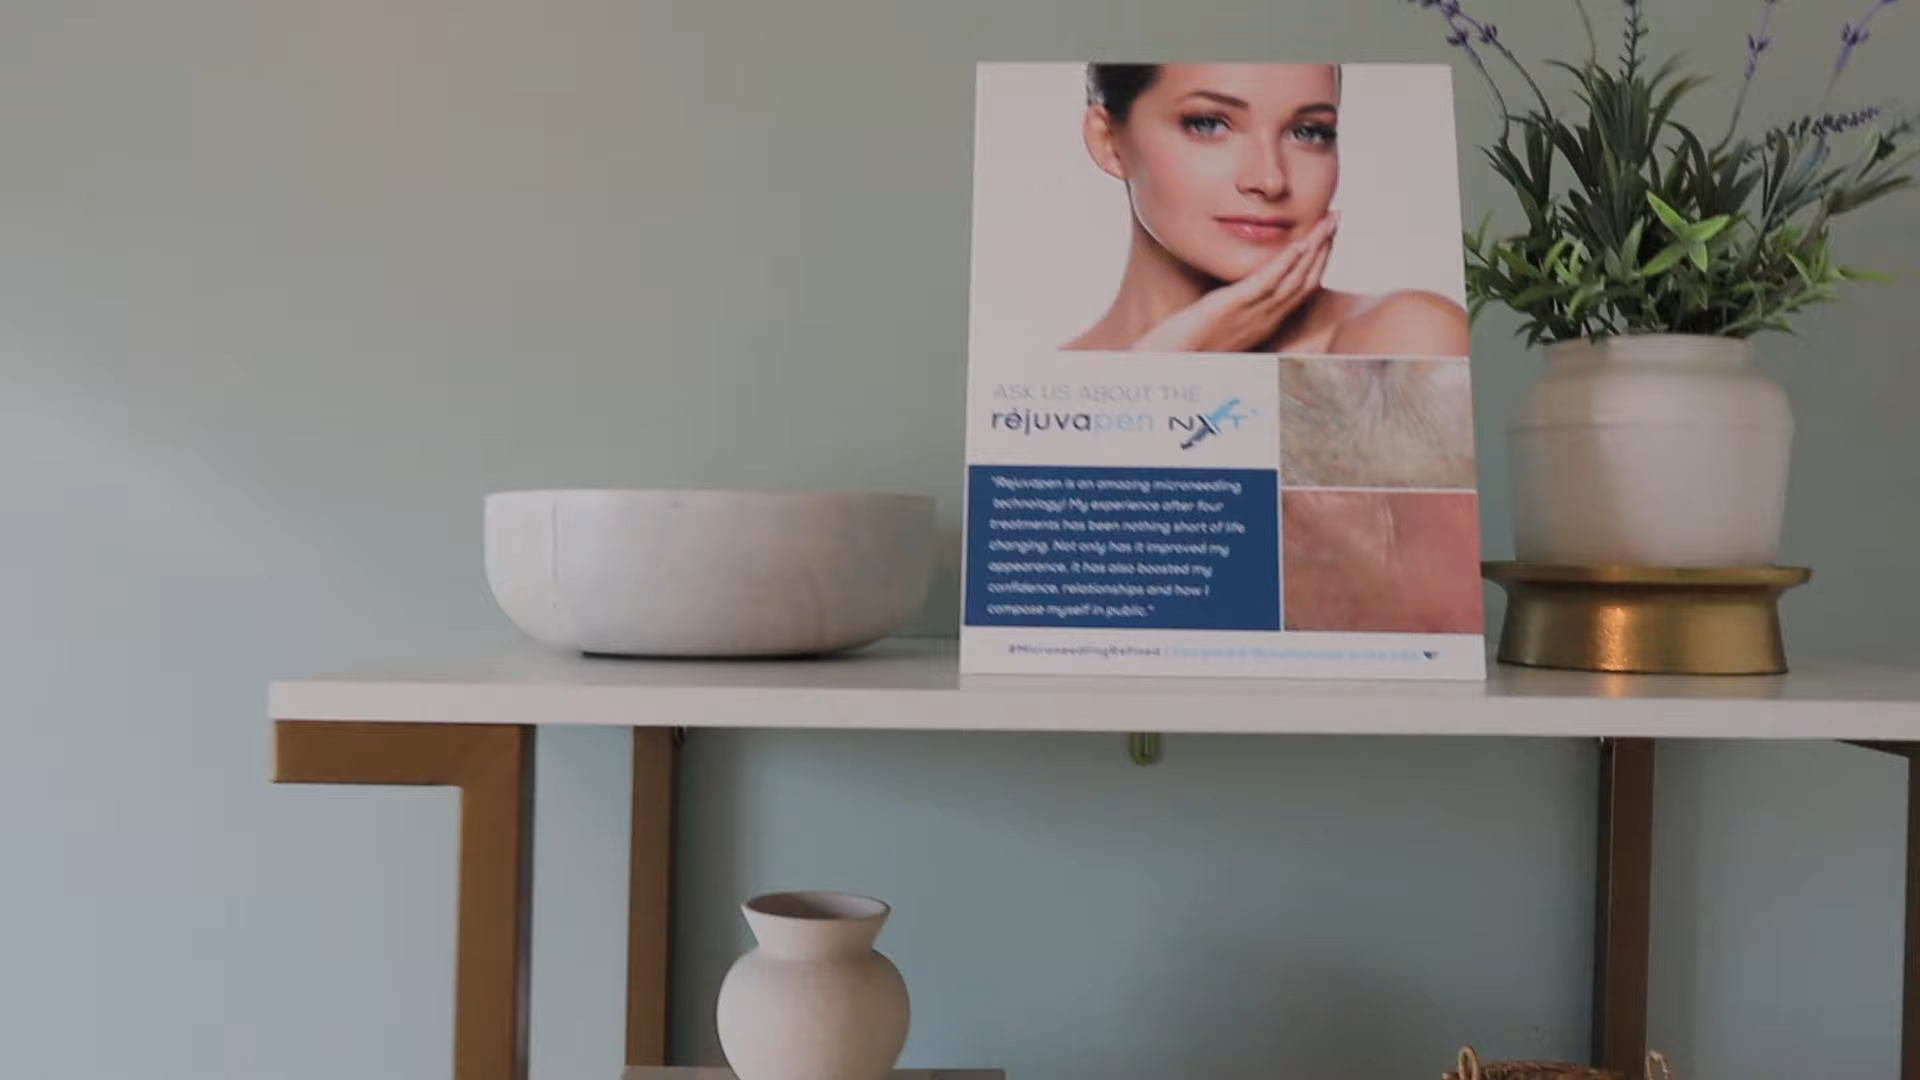 ASK US ABOUT THE
réjuvapen NXT
"Rejuvapen is an amazing microneedling
technology! My experience after four
treatments has been nothing short of life
changing. Not only has it improved my
appearance, it has also boosted my
confidence, relationships and how I
compose myself in public."
#MicroneedlingRefined |